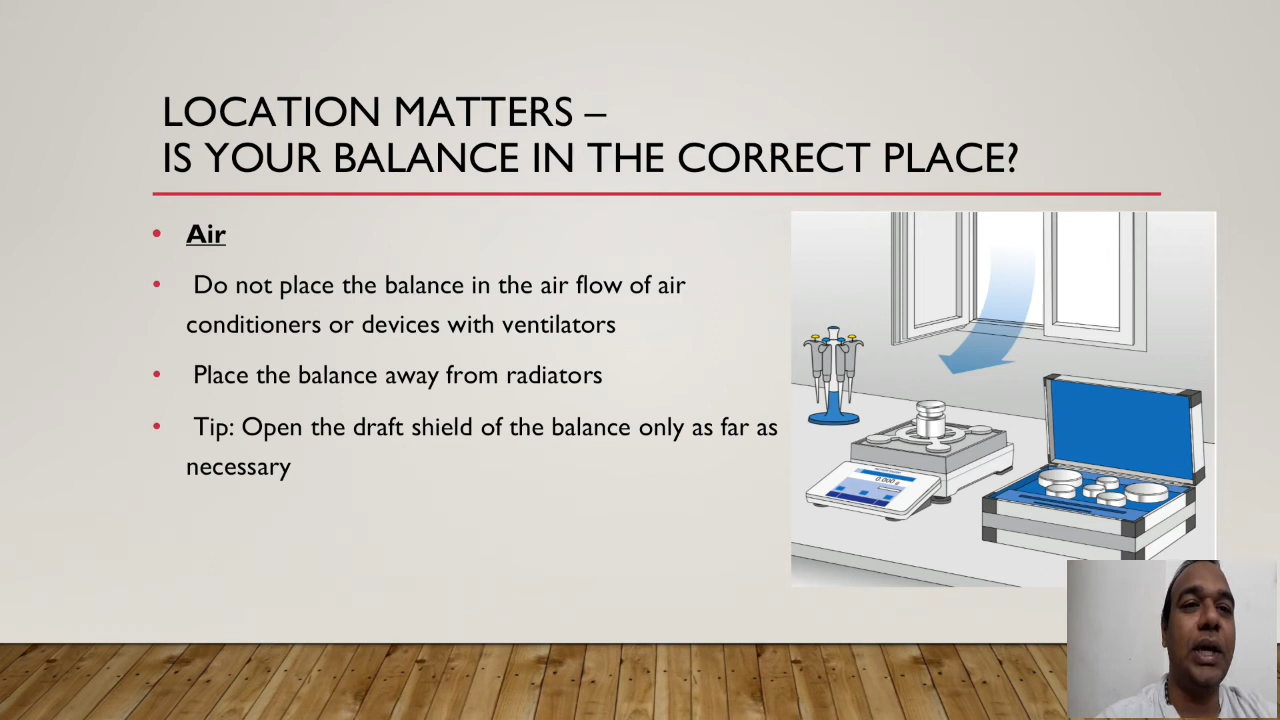 LOCATION MATTERS –
IS YOUR BALANCE IN THE CORRECT PLACE?
• Air
• Do not place the balance in the air flow of air
conditioners or devices with ventilators
• Place the balance away from radiators
• Tip: Open the draft shield of the balance only as far as
necessary
0.000 g